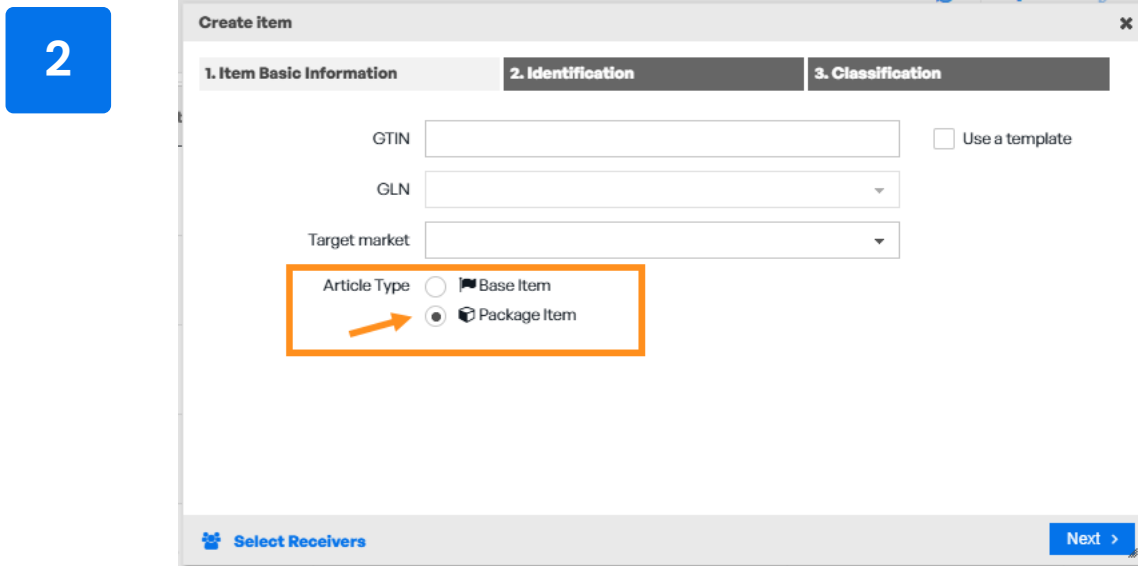 2
Create item
1. Item Basic Information
2. Identification
3. Classification
GTIN
Use a template
GLN
Target market
Article Type
Base Item
Package Item
Select Receivers
Next